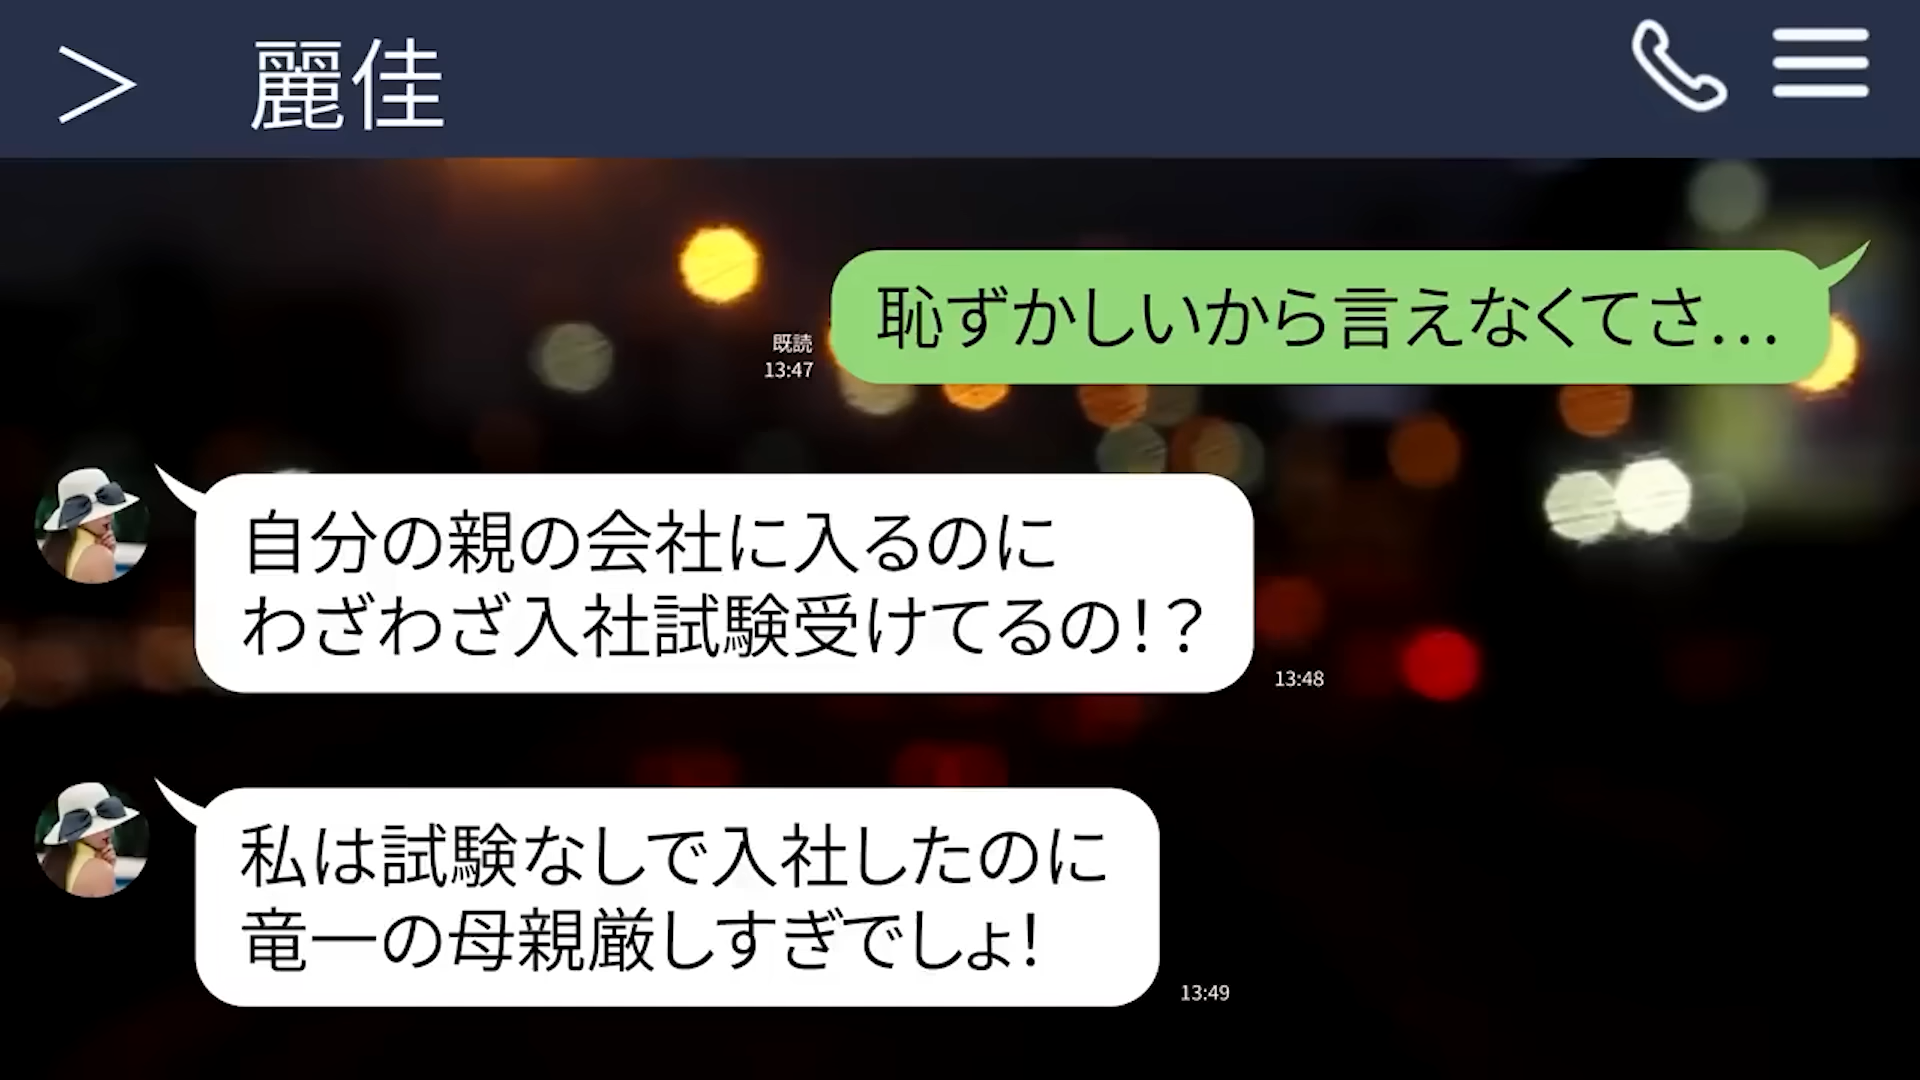 ＞ 麗佳
恥ずかしいから言えなくてさ…
既読
13:47
自分の親の会社に入るのに
わざわざ入社試験受けてるの！？
13:48
私は試験なしで入社したのに
竜一の母親厳しすぎでしょ！
13:49